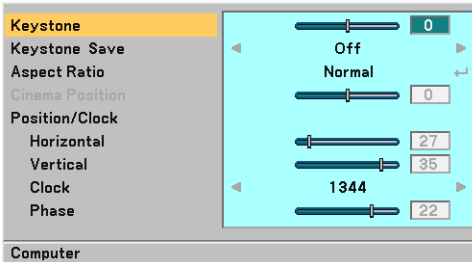 Keystone 0
Keystone Save Off
Aspect Ratio Normal
Cinema Position 0
Position/Clock
Horizontal 27
Vertical 35
Clock 1344
Phase 22
Computer